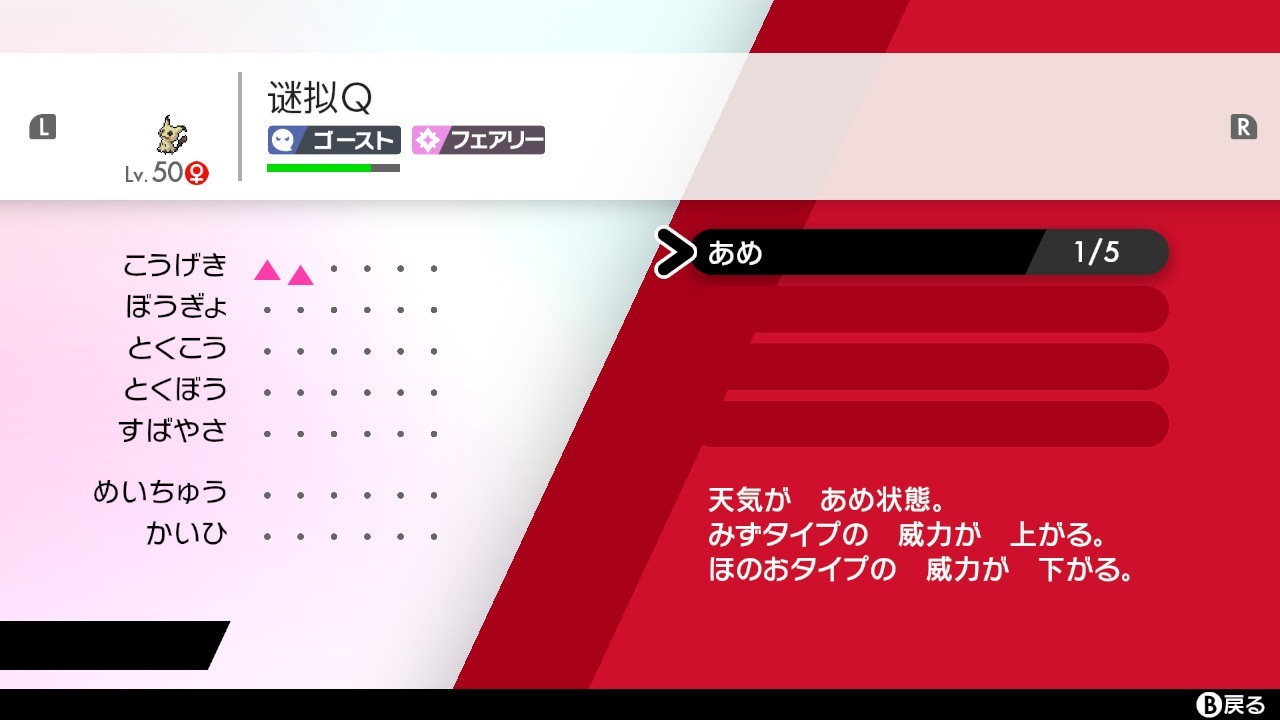 L
谜拟Q
ゴースト フェアリー
Lv. 50
R
こうげき
ぼうぎょ
とくこう
とくぼう
すばやさ
めいちゅう
かいひ
あめ 1/5
天気が　あめ状態。
みずタイプの　威力が　上がる。
ほのおタイプの　威力が　下がる。
B戻る